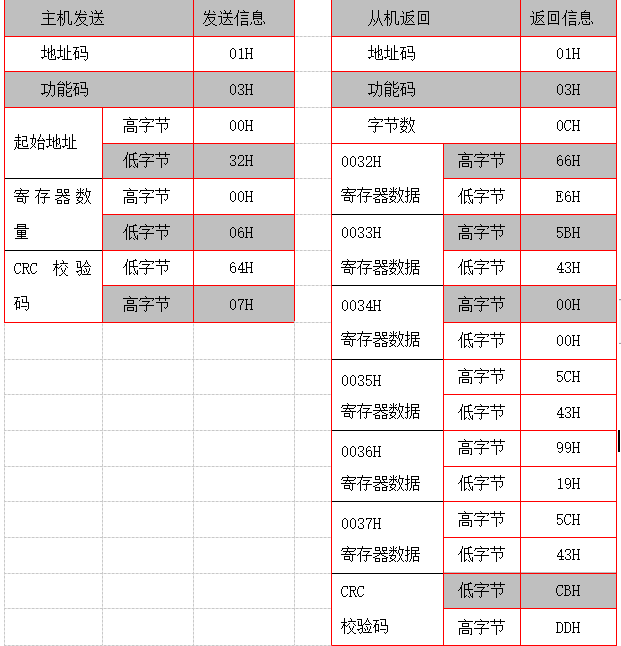 主机发送 发送信息
地址码 01H
功能码 03H
起始地址 高字节 00H
低字节 32H
寄存器数量 高字节 00H
低字节 06H
CRC 校验码 低字节 64H
高字节 07H
从机返回 返回信息
地址码 01H
功能码 03H
字节数 0CH
0032H 高字节 66H
寄存器数据 低字节 E6H
0033H 高字节 5BH
寄存器数据 低字节 43H
0034H 高字节 00H
寄存器数据 低字节 00H
0035H 高字节 5CH
寄存器数据 低字节 43H
0036H 高字节 99H
寄存器数据 低字节 19H
0037H 高字节 5CH
寄存器数据 低字节 43H
CRC 低字节 CBH
校验码 高字节 DDH